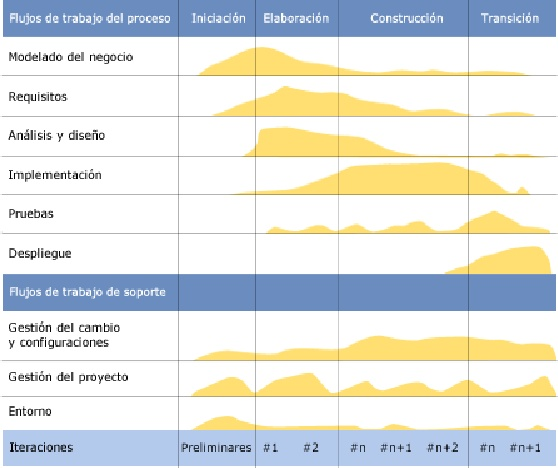 Flujos de trabajo del proceso Iniciación Elaboración Construcción Transición
Modelado del negocio
Requisitos
Análisis y diseño
Implementación
Pruebas
Despliegue
Flujos de trabajo de soporte
Gestión del cambio
y configuraciones
Gestión del proyecto
Entorno
Iteraciones Preliminares #1 #2 #n #n+1 #n+2 #n #n+1